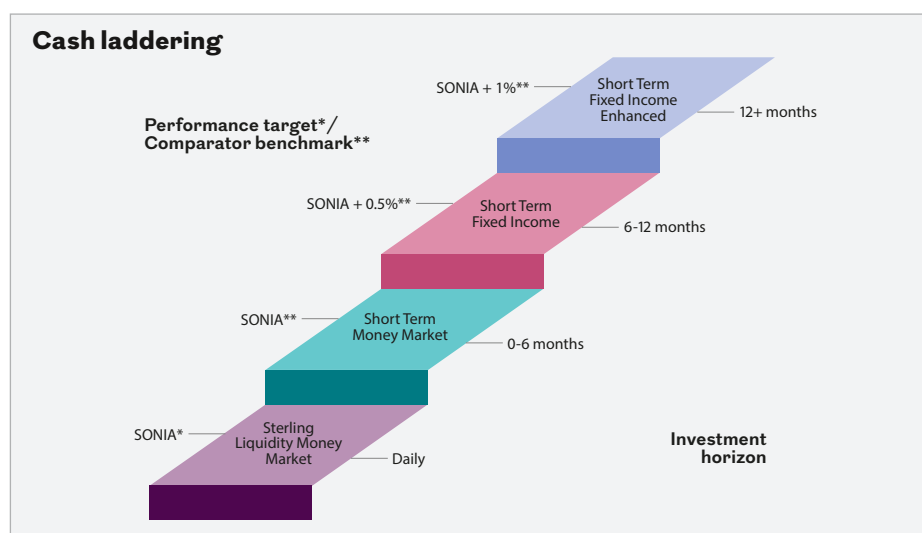 Cash laddering
SONIA + 1%**
Short Term
Fixed Income
Enhanced
12+ months
Performance target*/
Comparator benchmark**
SONIA + 0.5%**
Short Term
Fixed Income
6-12 months
SONIA**
Short Term
Money Market
0-6 months
SONIA*
Sterling
Liquidity Money
Market
Daily
Investment
horizon